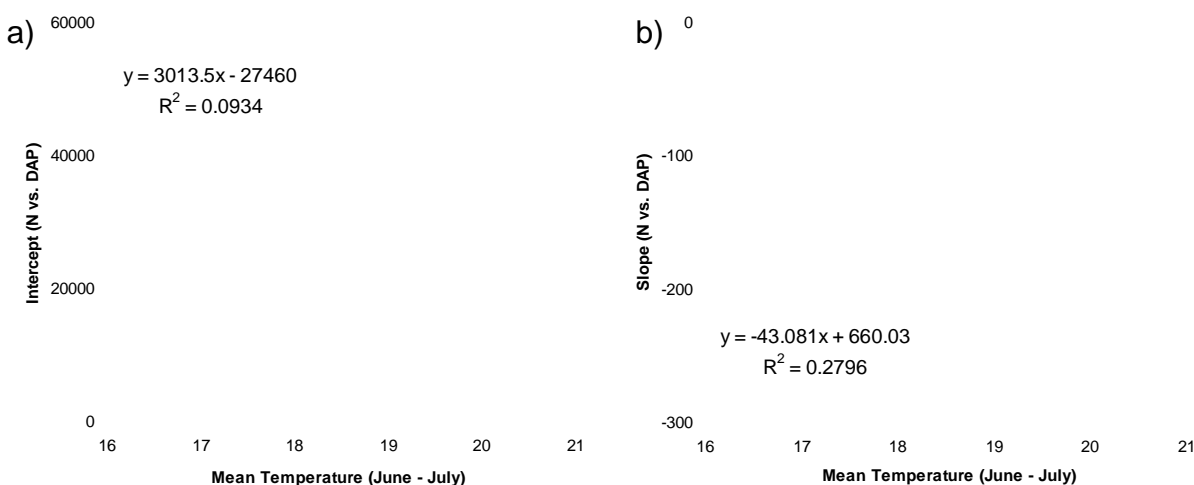 a)
60000
40000
20000
0
Intercept (N vs. DAP)
y = 3013.5x - 27460
R² = 0.0934
16 17 18 19 20 21
Mean Temperature (June - July)
b)
0
-100
-200
-300
Slope (N vs. DAP)
y = -43.081x + 660.03
R² = 0.2796
16 17 18 19 20 21
Mean Temperature (June - July)